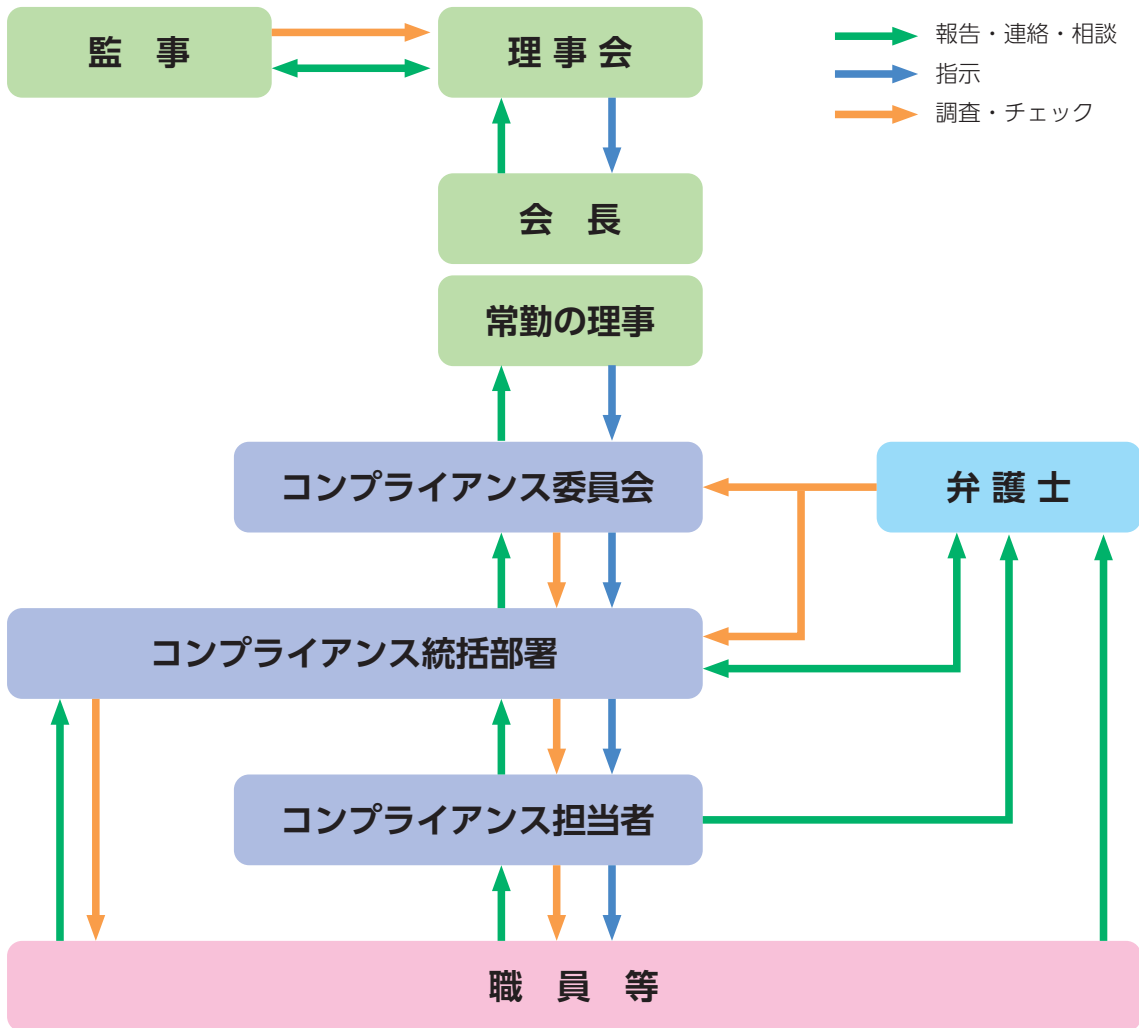 監　事
理 事 会
報告・連絡・相談
指示
調査・チェック
会　長
常勤の理事
コンプライアンス委員会
弁 護 士
コンプライアンス統括部署
コンプライアンス担当者
職　員　等